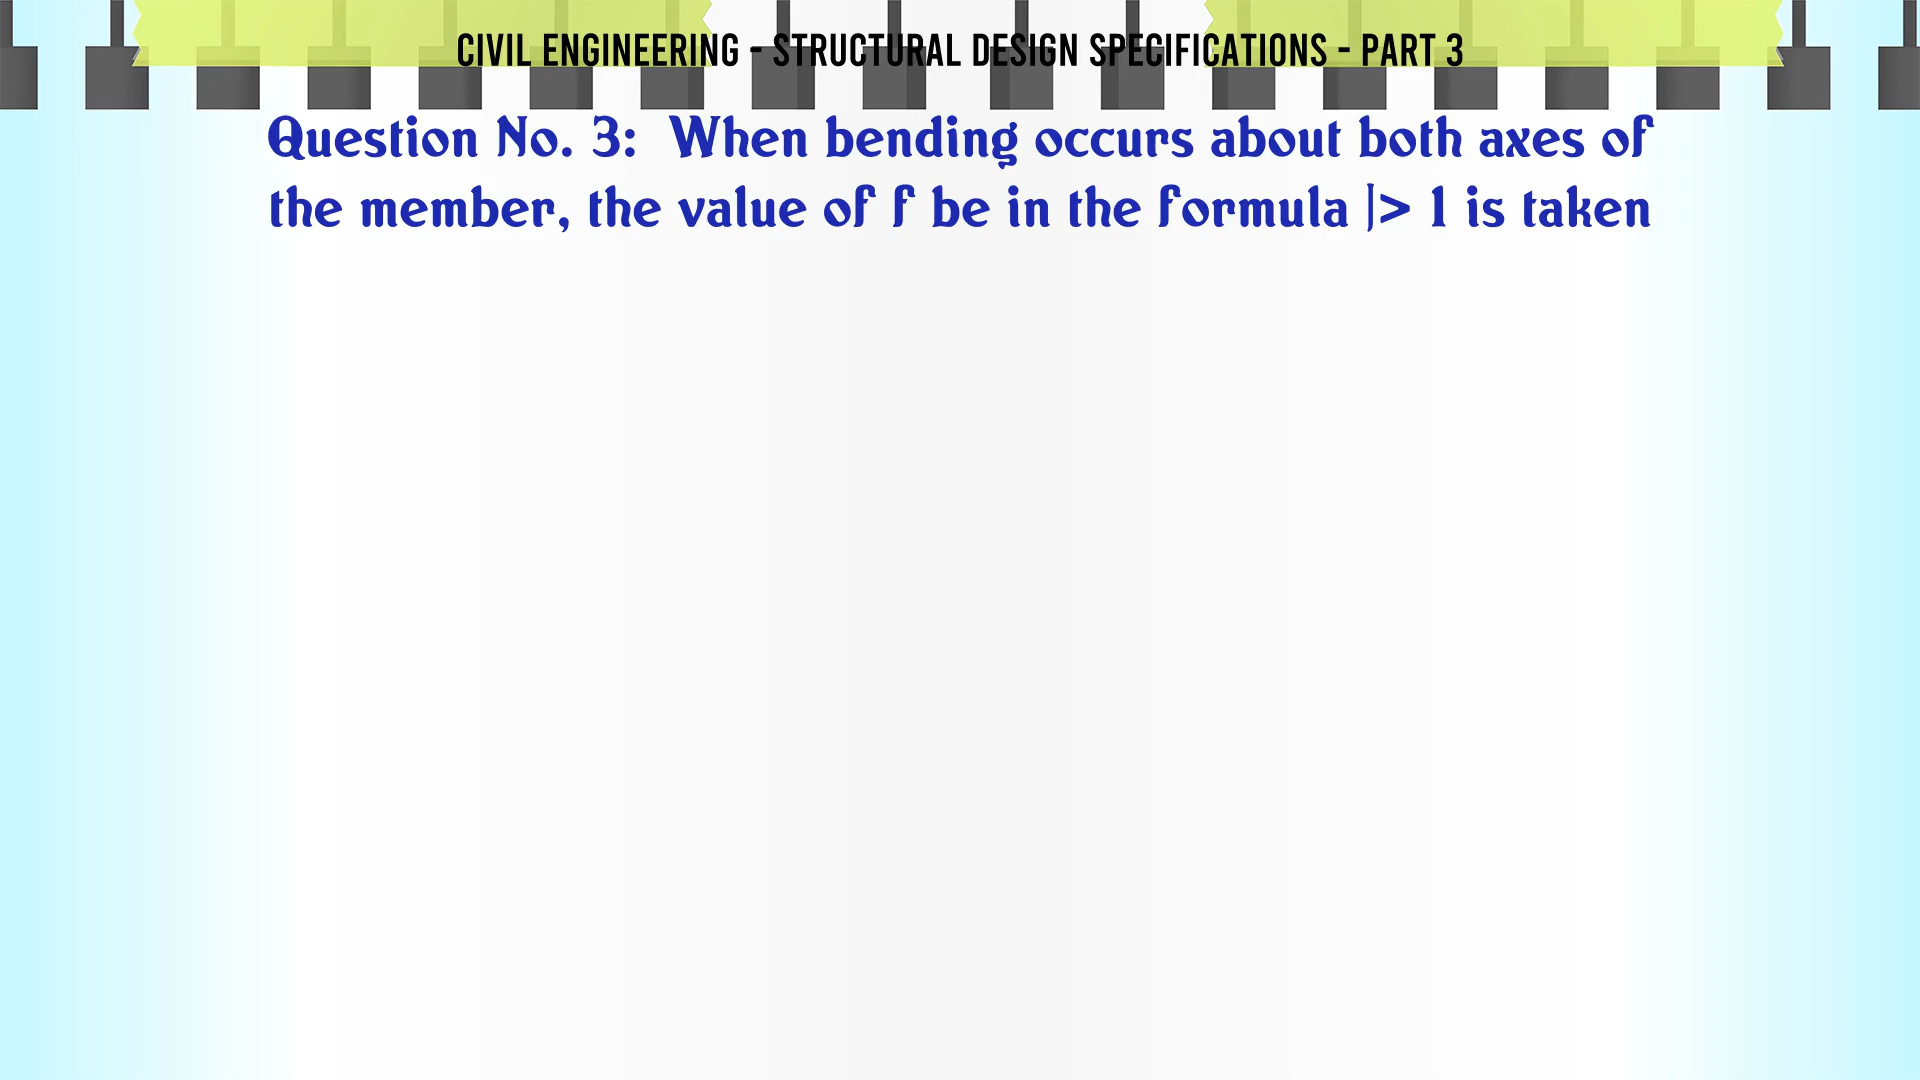 CIVIL ENGINEERING - STRUCTURAL DESIGN SPECIFICATIONS - PART 3
Question No. 3: When bending occurs about both axes of
the member, the value of f be in the formula |> 1 is taken